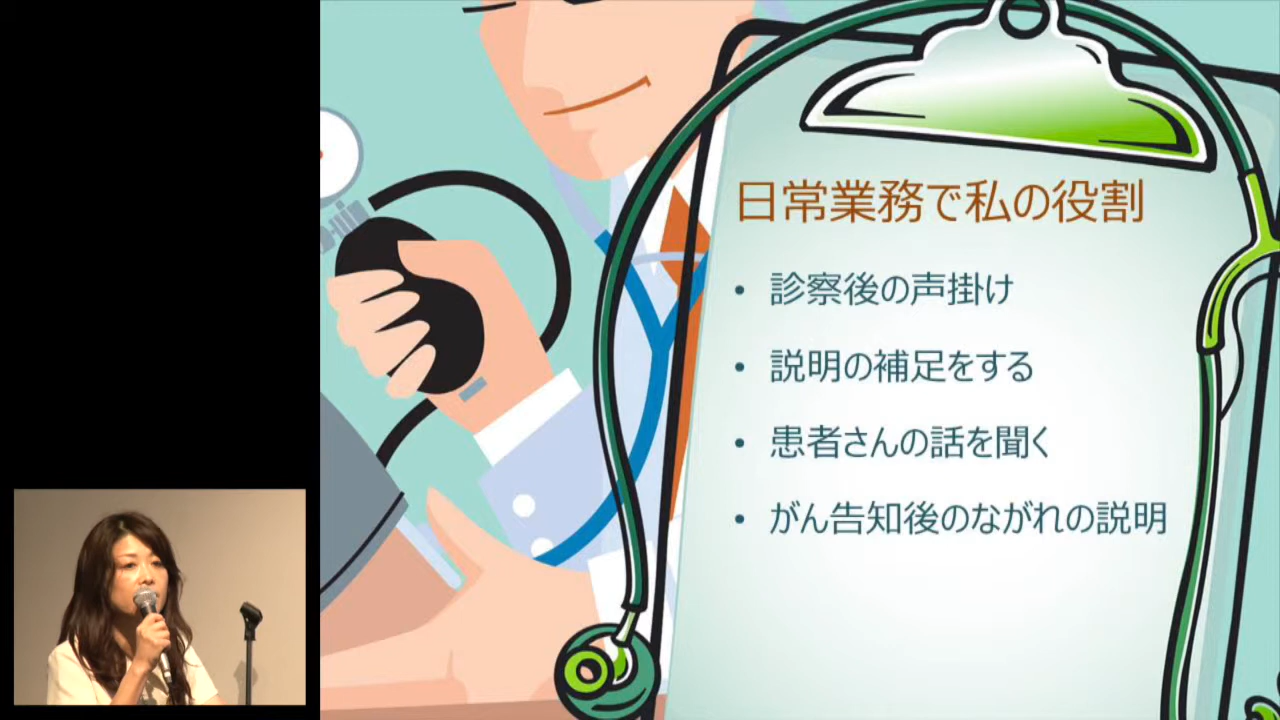 日常業務で私の役割
• 診察後の声掛け
• 説明の補足をする
• 患者さんの話を聞く
• がん告知後のながれの説明